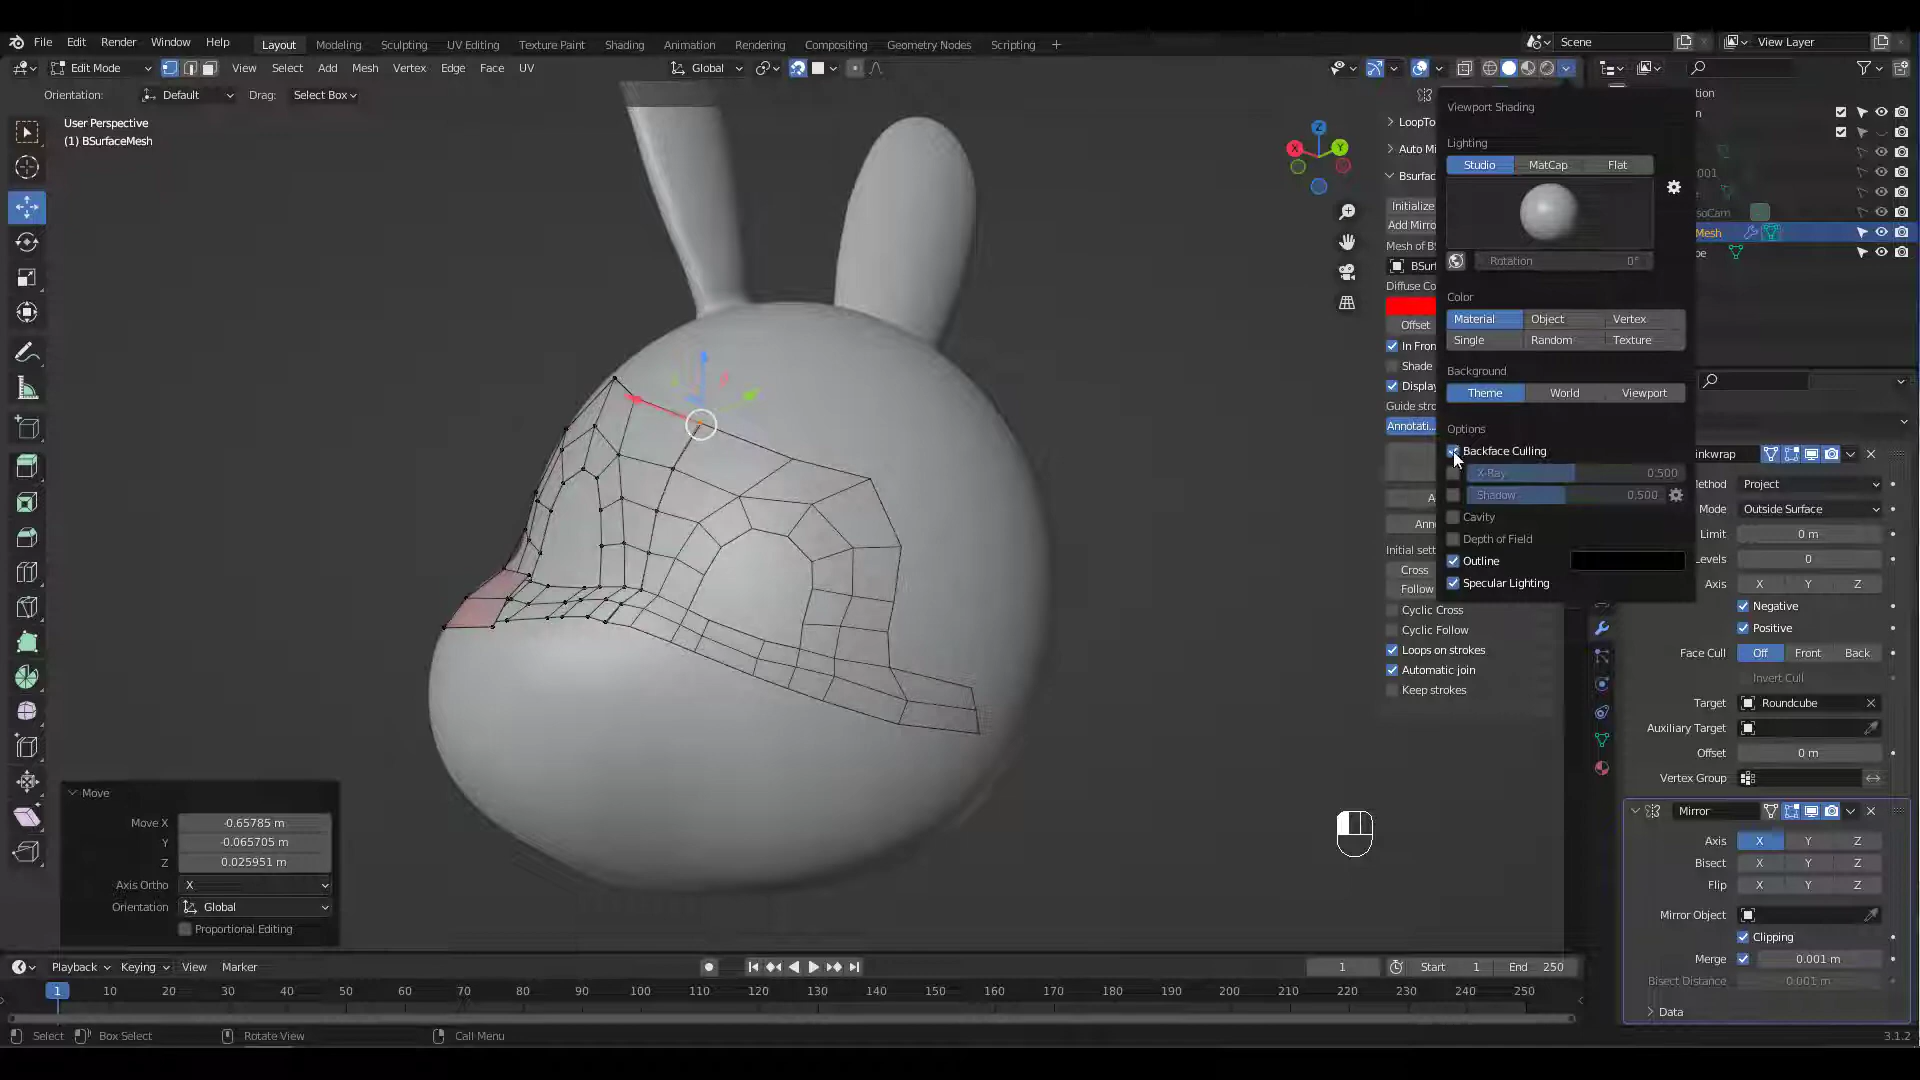 File Edit Render Window Help Layout Modeling Sculpting UV Editing Texture Paint Shading Animation Rendering Compositing Geometry Nodes Scripting + Scene View Layer
Edit Mode View Select Add Mesh Vertex Edge Face UV Global
Orientation: Default Drag: Select Box
User Perspective
(1) BSurfaceMesh
Z
X
Y
LoopTo
Auto Mi
Bsurfac
Initialize
Add Mirro
Mesh of BS
BSurf
Diffuse Co
Offset
In Fron
Shade
Display
Guide stro
Annotati...
A
Ann
Initial sett
Cross
Follow
Cyclic Cross
Cyclic Follow
Loops on strokes
Automatic join
Keep strokes
Viewport Shading
Lighting
Studio MatCap Flat
Rotation 0°
Color
Material Object Vertex
Single Random Texture
Background
Theme World Viewport
Options
Backface Culling
X-Ray 0.500
Shadow 0.500
Cavity
Depth of Field
Outline
Specular Lighting
ction
n
001
soCam
Mesh
be
inkwrap
Method Project
Mode Outside Surface
Limit 0 m
Levels 0
Axis X Y Z
Negative
Positive
Face Cull Off Front Back
Invert Cull
Target Roundcube
Auxiliary Target
Offset 0 m
Vertex Group
Mirror
Axis X Y Z
Bisect X Y Z
Flip X Y Z
Mirror Object
Clipping
Merge 0.001 m
Bisect Distance 0.001 m
Data
Move
Move X -0.65785 m
Y -0.065705 m
Z 0.025951 m
Axis Ortho X
Orientation Global
Proportional Editing
Playback Keying View Marker 1 Start 1 End 250
1 10 20 30 40 50 60 70 80 90 100 110 120 130 140 150 160 170 180 190 200 210 220 230 240 250
Select Box Select Rotate View Call Menu 3.1.2